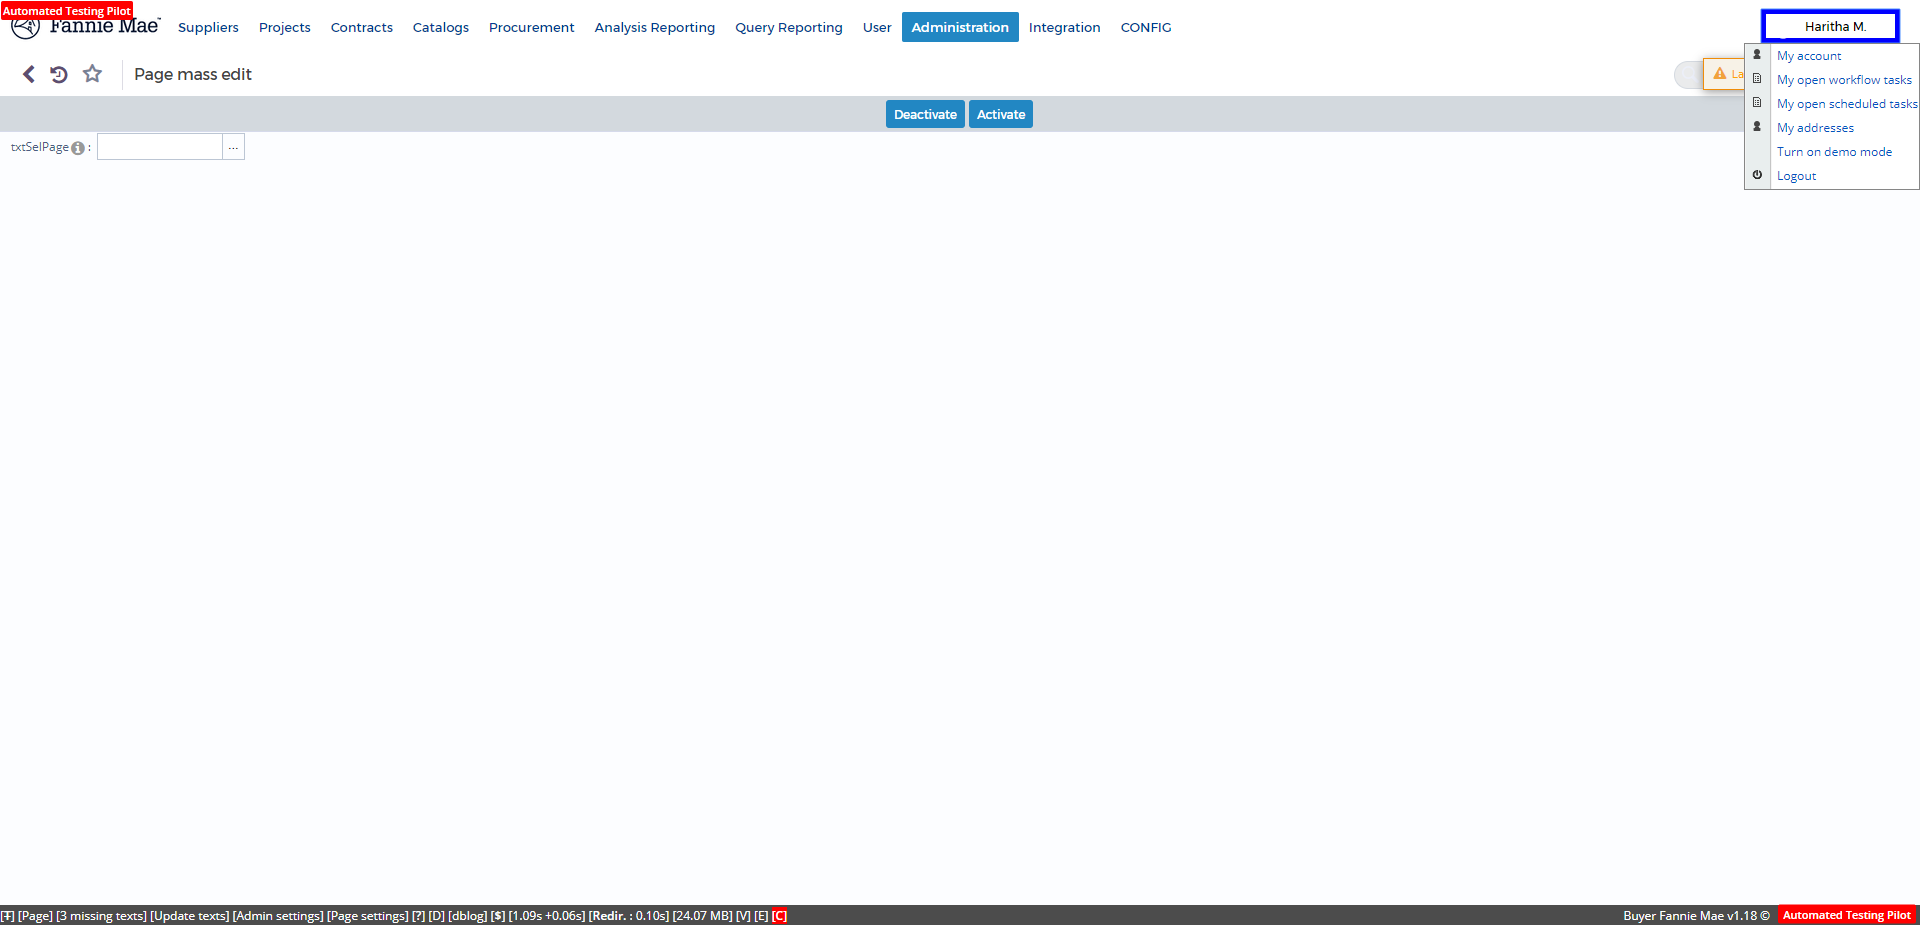 Automated Testing Pilot
Fannie Mae™
Suppliers Projects Contracts Catalogs Procurement Analysis Reporting Query Reporting User Administration Integration CONFIG
Haritha M.
Page mass edit
La
My account
My open workflow tasks
My open scheduled tasks
My addresses
Turn on demo mode
Logout
Deactivate Activate
txtSelPage : ...
[T] [Page] [3 missing texts] [Update texts] [Admin settings] [Page settings] [?] [D] [dblog] [$] [1.09s +0.06s] [Redir. : 0.10s] [24.07 MB] [V] [E] [C]
Buyer Fannie Mae v1.18 © Automated Testing Pilot